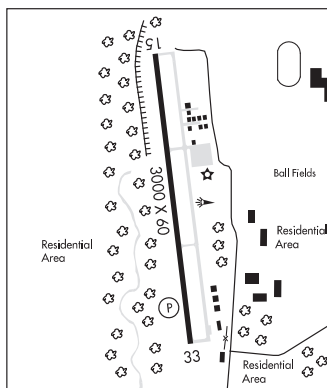 15
3000 X 60
Ball Fields
Residential
Area
Residential
Area
P
33
Residential
Area